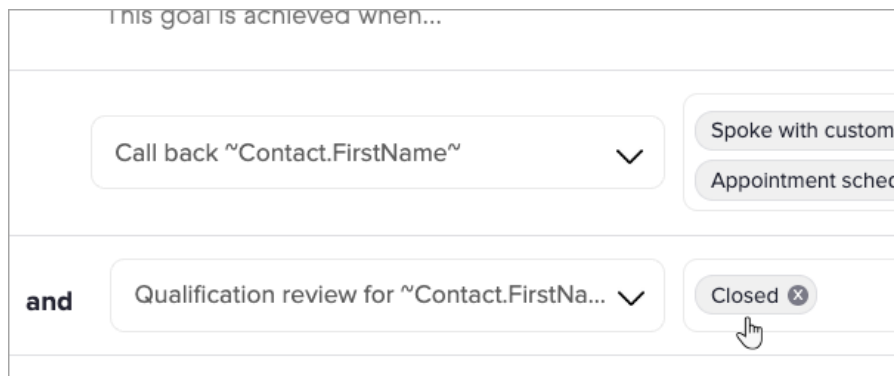 This goal is achieved when...
Call back ~Contact.FirstName~
Spoke with custom
Appointment sched
and
Qualification review for ~Contact.FirstNa...
Closed